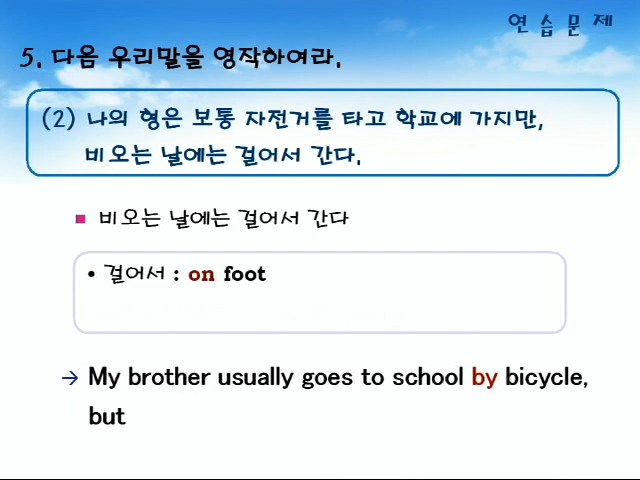 연습문제
5. 다음 우리말을 영작하여라.
(2) 나의 형은 보통 자전거를 타고 학교에 가지만,
비오는 날에는 걸어서 간다.
■ 비오는 날에는 걸어서 간다
• 걸어서 : on foot
→ My brother usually goes to school by bicycle,
but